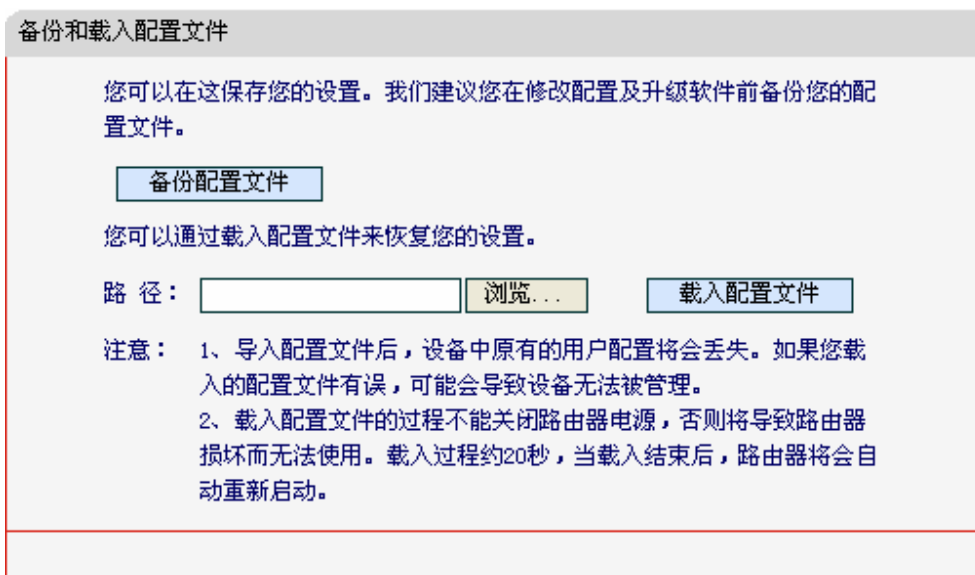 备份和载入配置文件
您可以在这保存您的设置。我们建议您在修改配置及升级软件前备份您的配
置文件。
备份配置文件
您可以通过载入配置文件来恢复您的设置。
路 径： 浏览... 载入配置文件
注意： 1、导入配置文件后，设备中原有的用户配置将会丢失。如果您载
入的配置文件有误，可能会导致设备无法被管理。
2、载入配置文件的过程不能关闭路由器电源，否则将导致路由器
损坏而无法使用。载入过程约20秒，当载入结束后，路由器将会自
动重新启动。